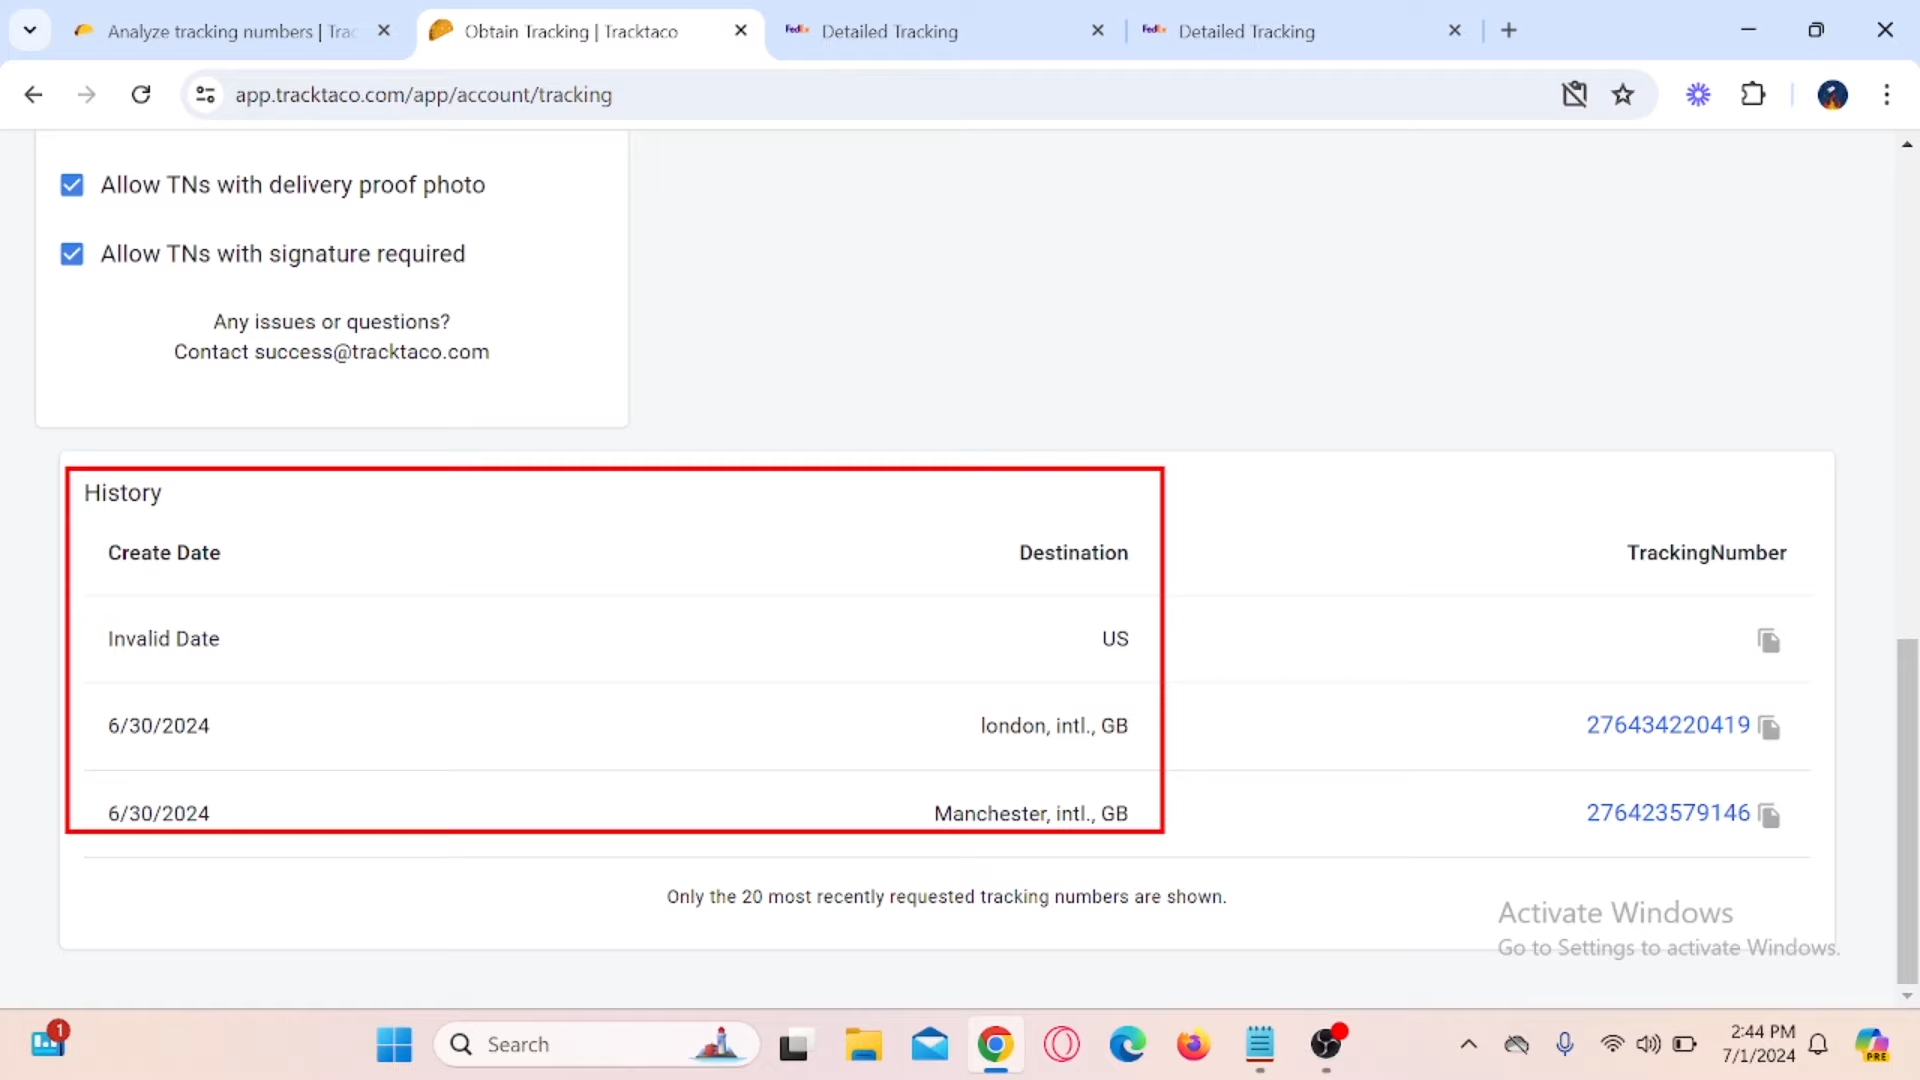 Analyze tracking numbers | Trac
Obtain Tracking | Tracktaco
FedEx
Detailed Tracking
FedEx
Detailed Tracking
app.tracktaco.com/app/account/tracking
Allow TNs with delivery proof photo
Allow TNs with signature required
Any issues or questions?
Contact success@tracktaco.com
History
Create Date Destination TrackingNumber
Invalid Date US
6/30/2024 london, intl., GB 276434220419
6/30/2024 Manchester, intl., GB 276423579146
Only the 20 most recently requested tracking numbers are shown.
Activate Windows
Go to Settings to activate Windows.
1
Search
2:44 PM
7/1/2024
PRE